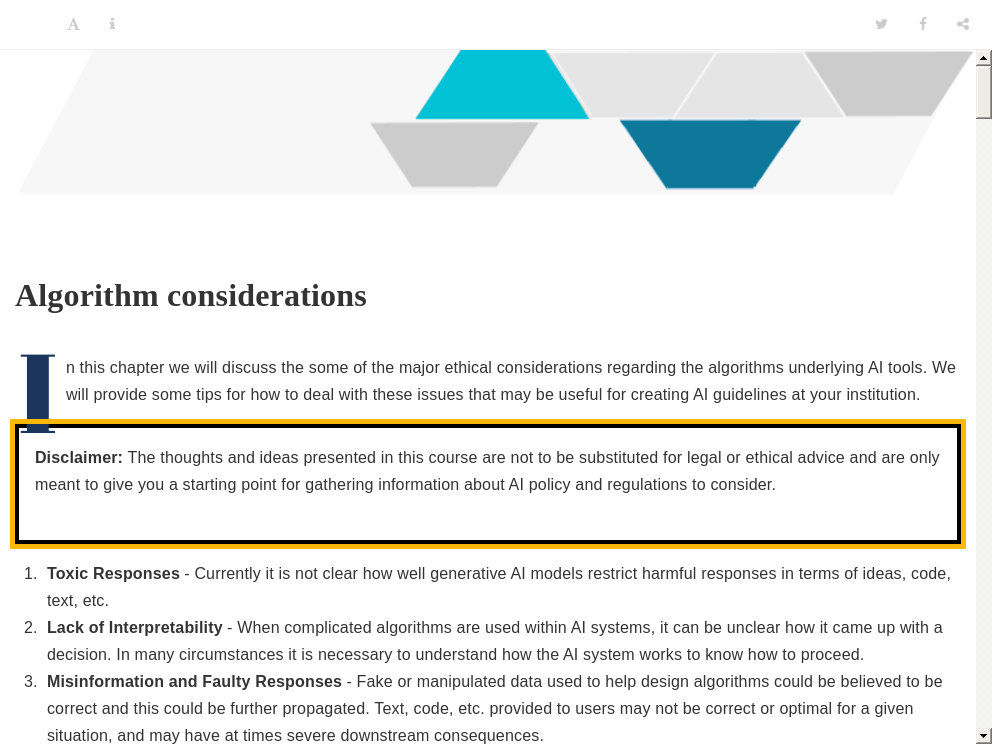 Algorithm considerations
In this chapter we will discuss the some of the major ethical considerations regarding the algorithms underlying AI tools. We
will provide some tips for how to deal with these issues that may be useful for creating AI guidelines at your institution.
Disclaimer: The thoughts and ideas presented in this course are not to be substituted for legal or ethical advice and are only
meant to give you a starting point for gathering information about AI policy and regulations to consider.
1. Toxic Responses - Currently it is not clear how well generative AI models restrict harmful responses in terms of ideas, code,
text, etc.
2. Lack of Interpretability - When complicated algorithms are used within AI systems, it can be unclear how it came up with a
decision. In many circumstances it is necessary to understand how the AI system works to know how to proceed.
3. Misinformation and Faulty Responses - Fake or manipulated data used to help design algorithms could be believed to be
correct and this could be further propagated. Text, code, etc. provided to users may not be correct or optimal for a given
situation, and may have at times severe downstream consequences.